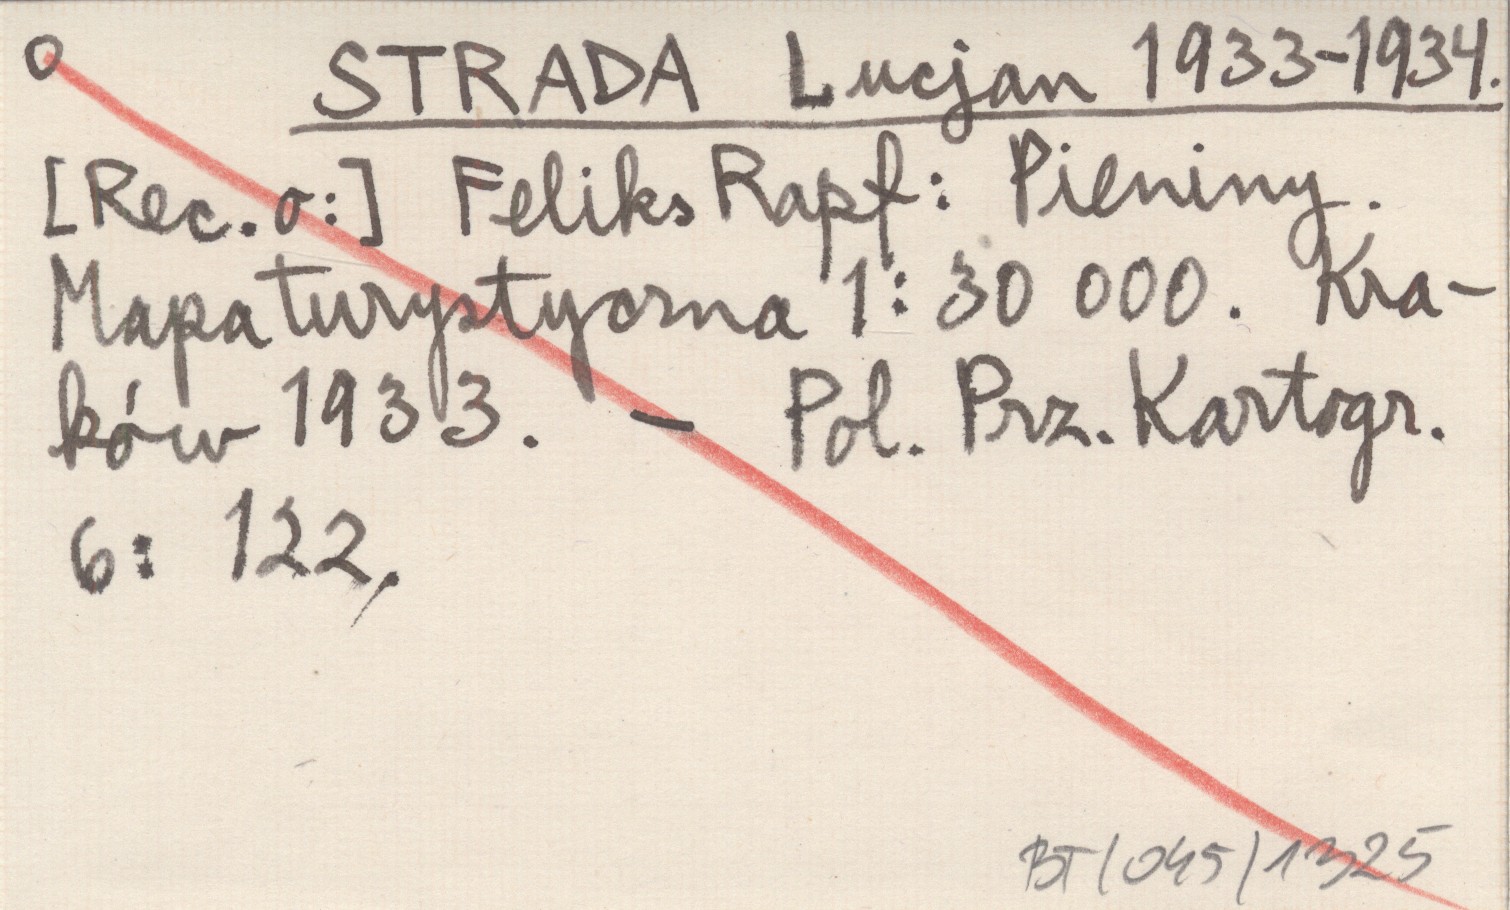 o STRADA Lucjan 1933-1934.
[Rec. o:] Feliks Rapf: Pieniny.
Mapa turystyczna 1: 30 000. Kra-
ków 1933. – Pol. Prz. Kartogr.
6: 122,
BT/045/1325